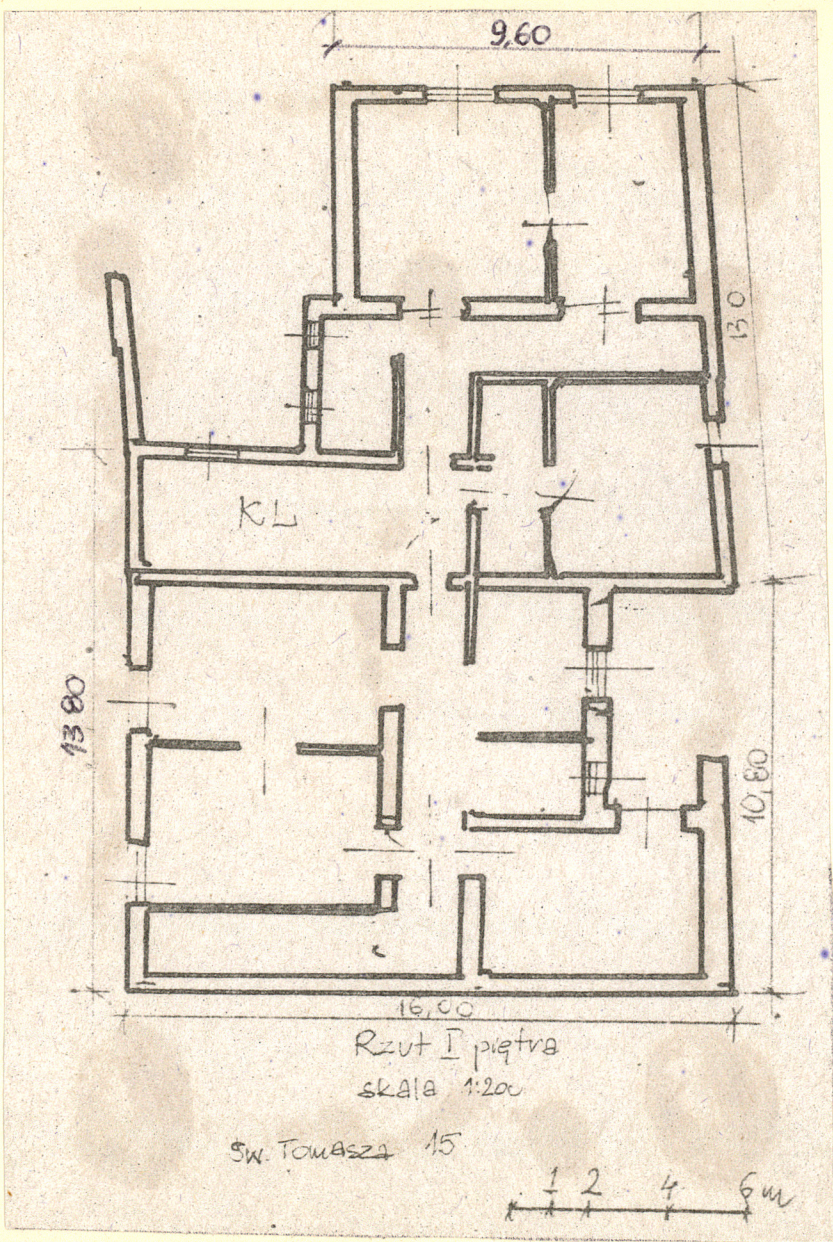 9,60
13,0
KL
13 80
10,80
16,00
Rzut I piętra
skala 1:200
św. Tomasza 15
1 2 4 6 m